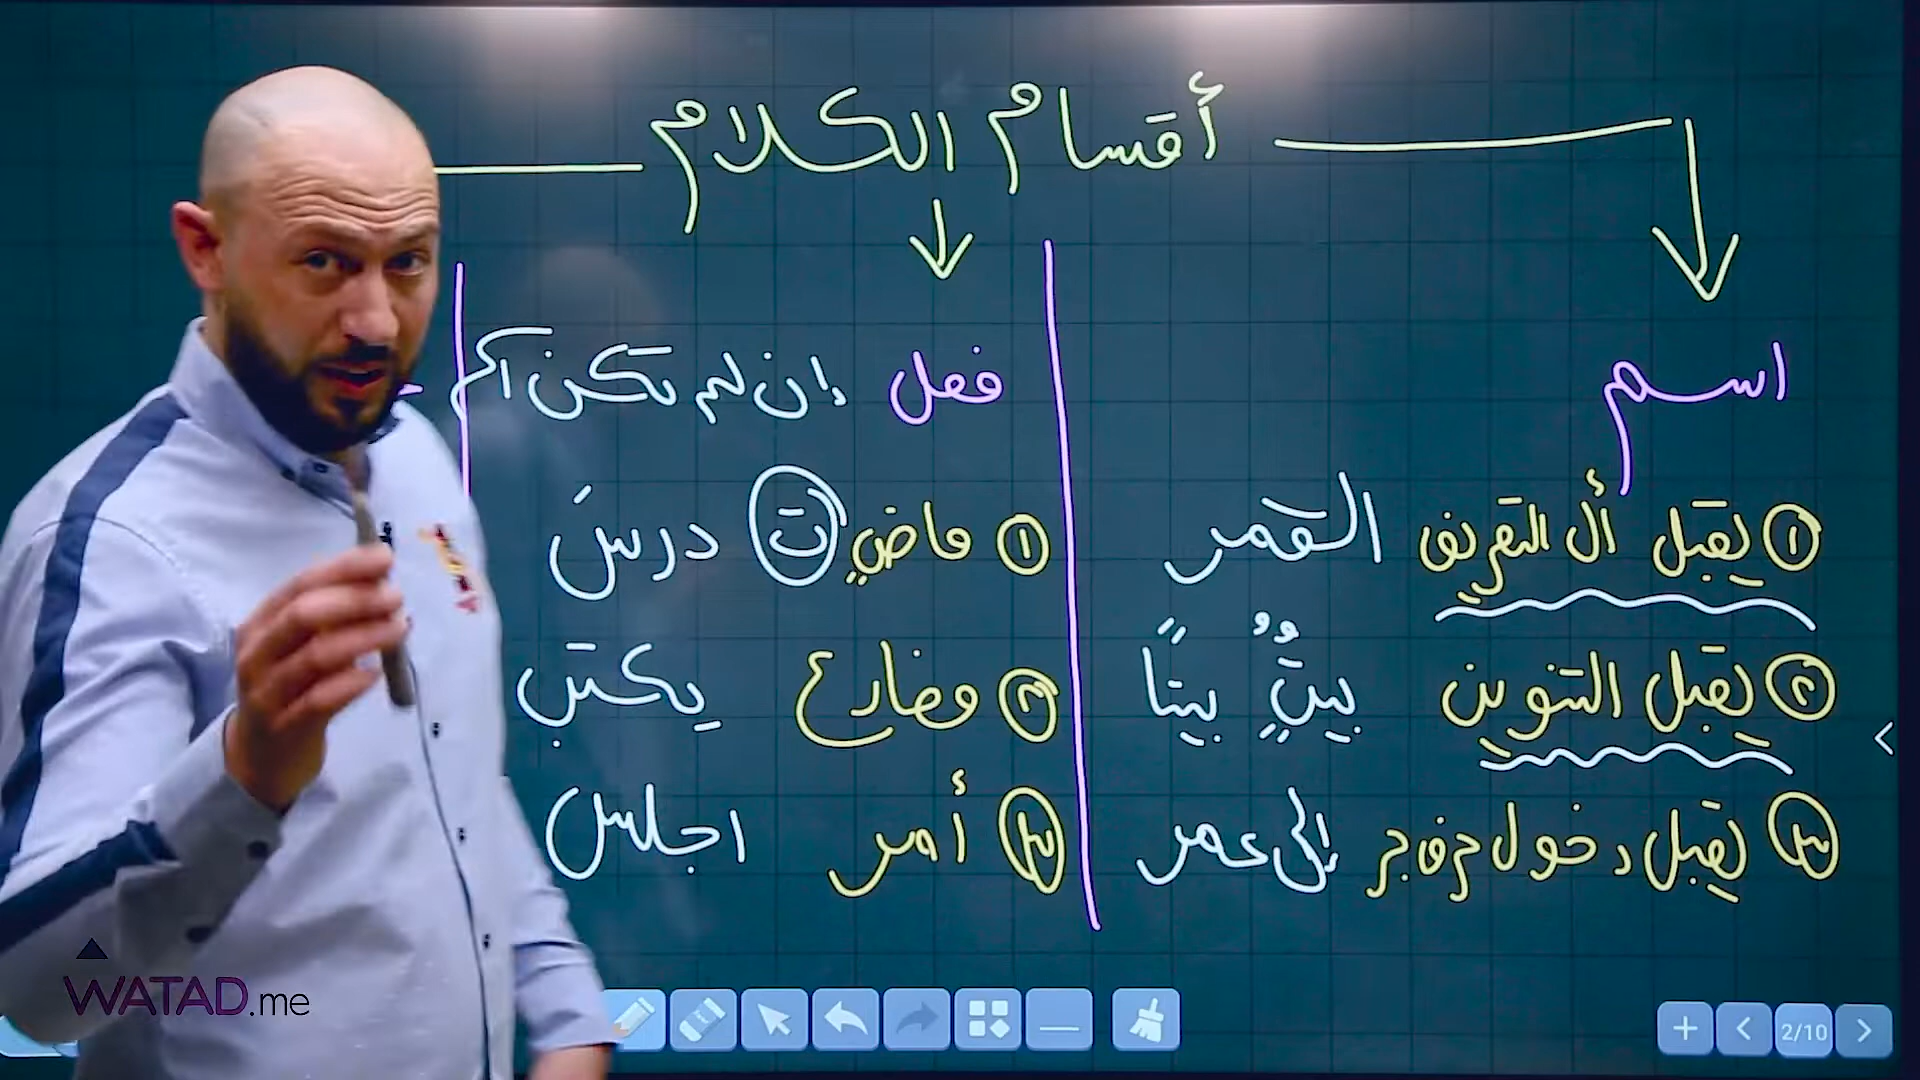 أقسام الكلام
اسم
① يقبل أل التعريف القمر
② يقبل التنوين بيتٌ بيتٍ بيتًا
③ يقبل دخول حرف جر إلى عمر
فعل إن لم تكن
① ماضي ت درسَ
② مضارع يكتب
③ أمر اجلس
WATAD.me
2/10